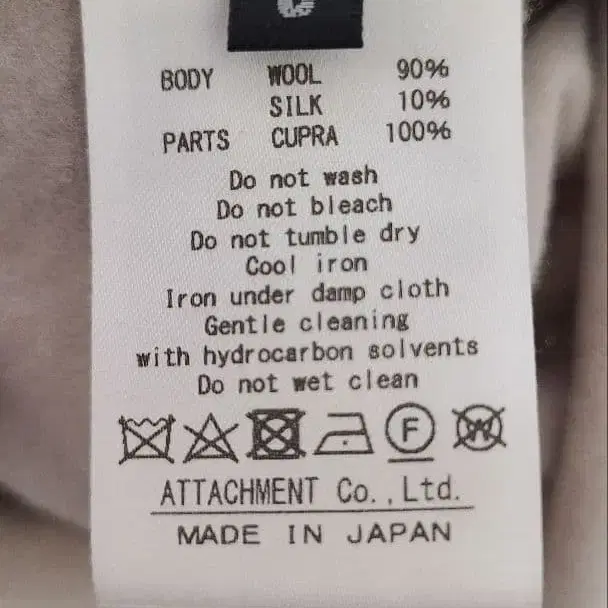 BODY WOOL 90%
SILK 10%
PARTS CUPRA 100%
Do not wash
Do not bleach
Do not tumble dry
Cool iron
Iron under damp cloth
Gentle cleaning
with hydrocarbon solvents
Do not wet clean
F W
ATTACHMENT Co.,Ltd.
MADE IN JAPAN